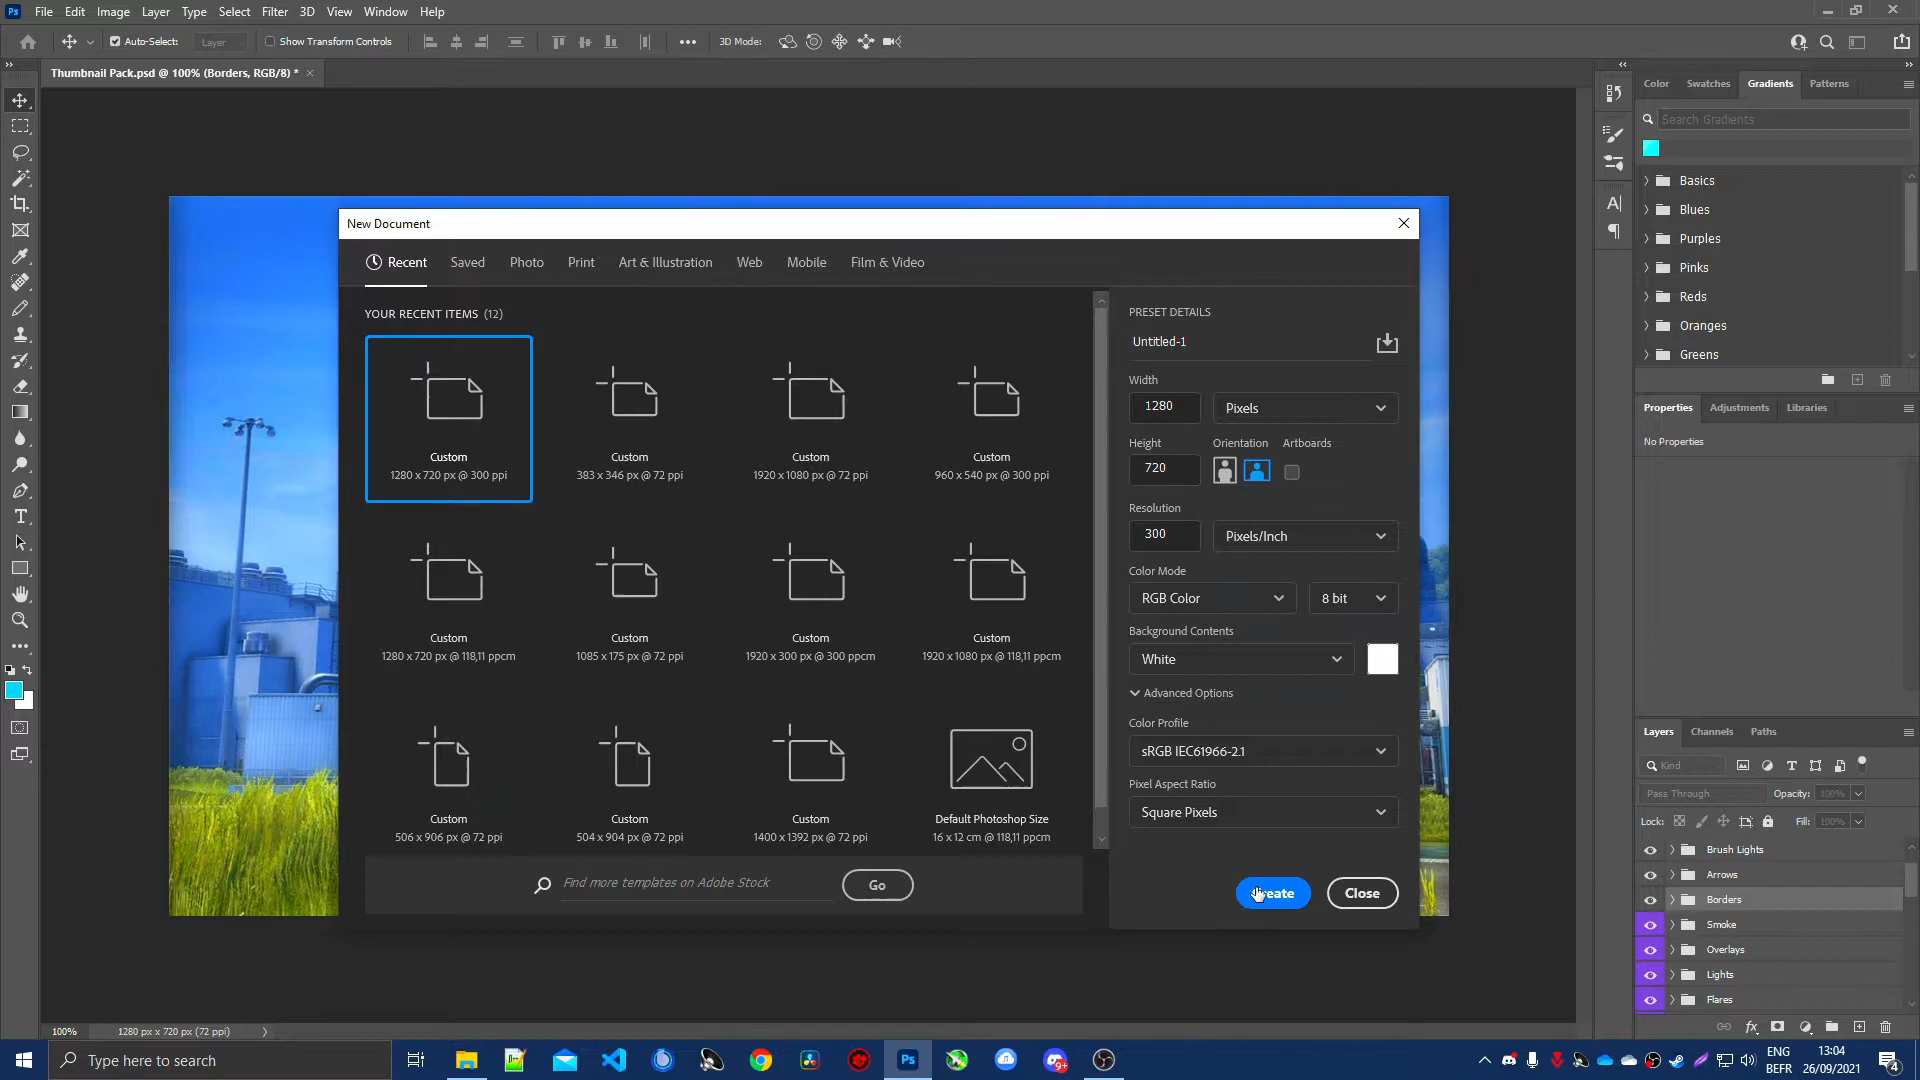 Ps File Edit Image Layer Type Select Filter 3D View Window Help
Auto-Select: Layer Show Transform Controls 3D Mode:
Thumbnail Pack.psd @ 100% (Borders, RGB/8) *
Color Swatches Gradients Patterns
Search Gradients
Basics
Blues
Purples
Pinks
Reds
Oranges
Greens
Properties Adjustments Libraries
No Properties
New Document
Recent Saved Photo Print Art & Illustration Web Mobile Film & Video
YOUR RECENT ITEMS (12)
Custom
1280 x 720 px @ 300 ppi
Custom
383 x 346 px @ 72 ppi
Custom
1920 x 1080 px @ 72 ppi
Custom
960 x 540 px @ 300 ppi
Custom
1280 x 720 px @ 118,11 ppcm
Custom
1085 x 175 px @ 72 ppi
Custom
1920 x 300 px @ 300 ppcm
Custom
1920 x 1080 px @ 118,11 ppcm
Custom
506 x 906 px @ 72 ppi
Custom
504 x 904 px @ 72 ppi
Custom
1400 x 1392 px @ 72 ppi
Default Photoshop Size
16 x 12 cm @ 118,11 ppcm
Find more templates on Adobe Stock Go
PRESET DETAILS
Untitled-1
Width
1280 Pixels
Height Orientation Artboards
720
Resolution
300 Pixels/Inch
Color Mode
RGB Color 8 bit
Background Contents
White
Advanced Options
Color Profile
sRGB IEC61966-2.1
Pixel Aspect Ratio
Square Pixels
Close
Layers Channels Paths
Kind
Pass Through Opacity: 100%
Lock: Fill: 100%
Brush Lights
Arrows
Borders
Smoke
Overlays
Lights
Flares
100% 1280 px x 720 px (72 ppi)
Type here to search
Ps
9+
ENG
BEFR
13:04
26/09/2021
4